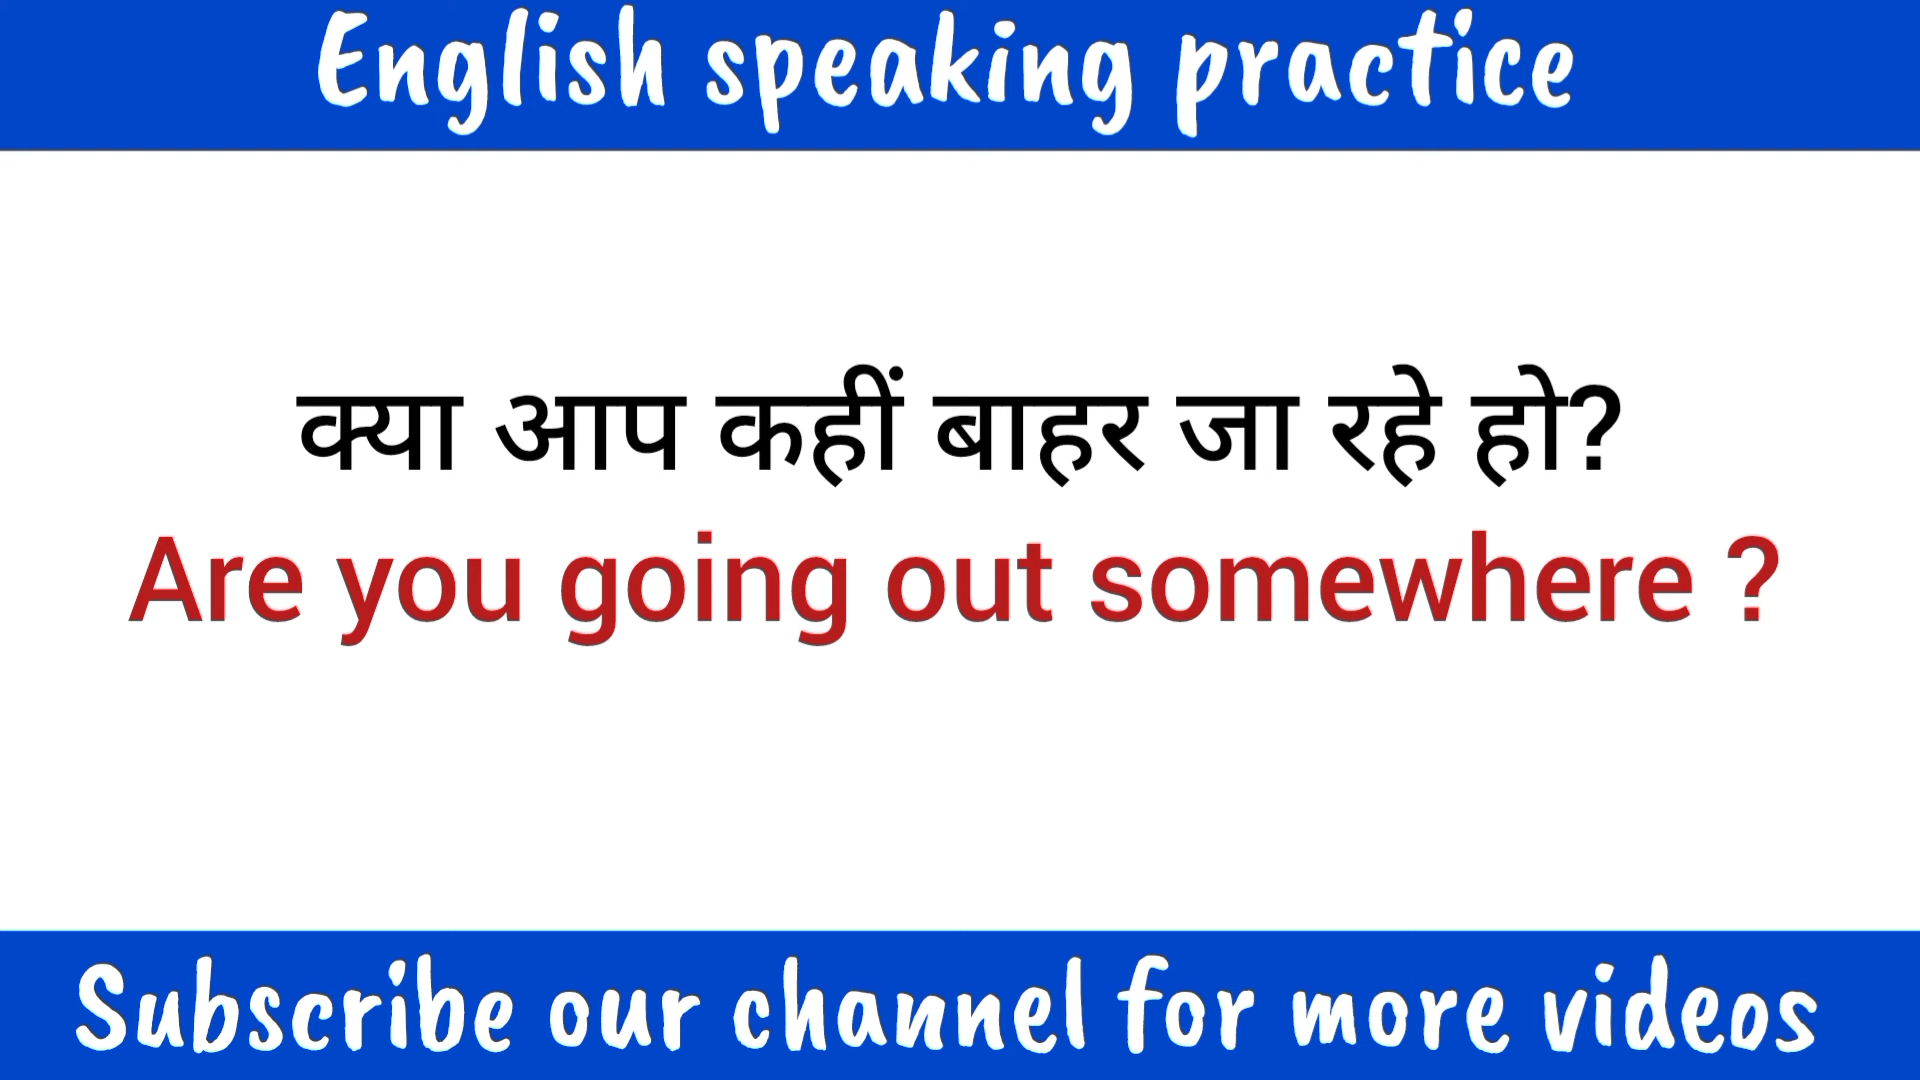 English speaking practice
क्या आप कहीं बाहर जा रहे हो?
Are you going out somewhere ?
Subscribe our channel for more videos